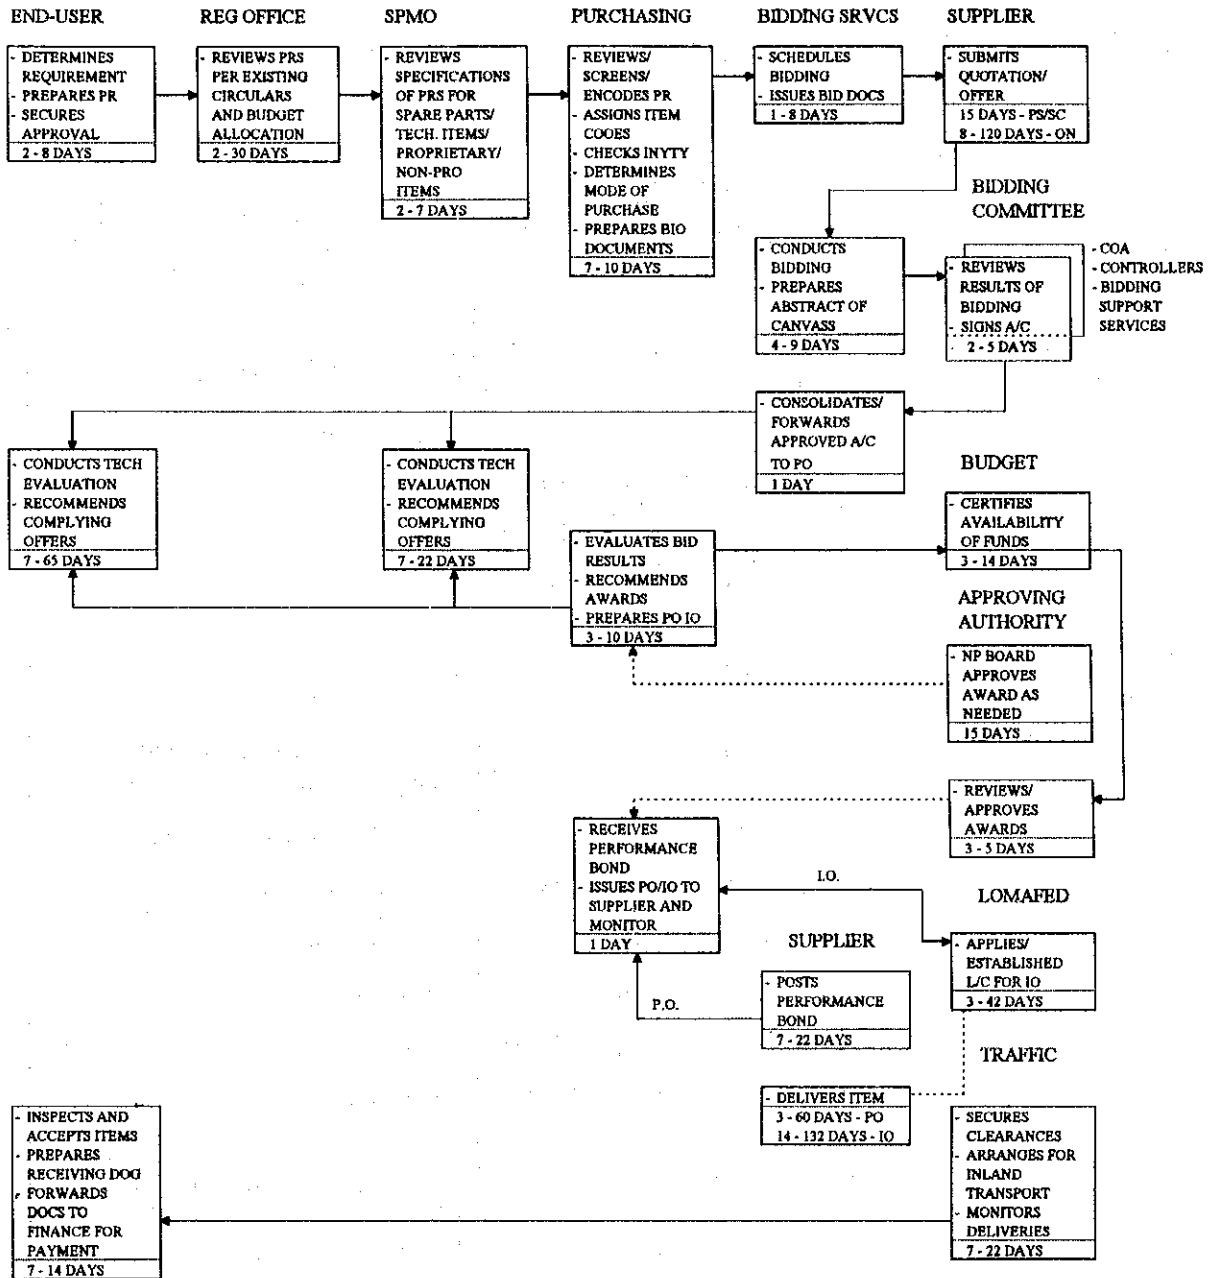 END-USER
REG OFFICE
SPMO
PURCHASING
BIDDING SRVCS
SUPPLIER
- DETERMINES
REQUIREMENT
- PREPARES PR
- SECURES
APPROVAL
2 - 8 DAYS
- REVIEWS PRS
PER EXISTING
CIRCULARS
AND BUDGET
ALLOCATION
2 - 30 DAYS
- REVIEWS
SPECIFICATIONS
OF PRS FOR
SPARE PARTS/
TECH. ITEMS/
PROPRIETARY/
NON-PRO
ITEMS
2 - 7 DAYS
- REVIEWS/
SCREENS/
ENCODES PR
- ASSIGNS ITEM
COOES
- CHECKS INYTY
- DETERMINES
MODE OF
PURCHASE
- PREPARES BIO
DOCUMENTS
7 - 10 DAYS
- SCHEDULES
BIDDING
- ISSUES BID DOCS
1 - 8 DAYS
- SUBMITS
QUOTATION/
OFFER
15 DAYS - PS/SC
8 - 120 DAYS - ON
BIDDING
COMMITTEE
- CONDUCTS
BIDDING
- PREPARES
ABSTRACT OF
CANVASS
4 - 9 DAYS
- REVIEWS
RESULTS OF
BIDDING
- SIGNS A/C
2 - 5 DAYS
- COA
- CONTROLLERS
- BIDDING
SUPPORT
SERVICES
- CONSOLIDATES/
FORWARDS
APPROVED A/C
TO PO
1 DAY
- CONDUCTS TECH
EVALUATION
- RECOMMENDS
COMPLYING
OFFERS
7 - 65 DAYS
- CONDUCTS TECH
EVALUATION
- RECOMMENDS
COMPLYING
OFFERS
7 - 22 DAYS
- EVALUATES BID
RESULTS
- RECOMMENDS
AWARDS
- PREPARES PO IO
3 - 10 DAYS
BUDGET
- CERTIFIES
AVAILABILITY
OF FUNDS
3 - 14 DAYS
APPROVING
AUTHORITY
- NP BOARD
APPROVES
AWARD AS
NEEDED
15 DAYS
- REVIEWS/
APPROVES
AWARDS
3 - 5 DAYS
- RECEIVES
PERFORMANCE
BOND
- ISSUES PO/IO TO
SUPPLIER AND
MONITOR
1 DAY
I.O.
LOMAFED
- APPLIES/
ESTABLISHED
L/C FOR IO
3 - 42 DAYS
SUPPLIER
- POSTS
PERFORMANCE
BOND
7 - 22 DAYS
P.O.
TRAFFIC
- DELIVERS ITEM
3 - 60 DAYS - PO
14 - 132 DAYS - IO
- SECURES
CLEARANCES
- ARRANGES FOR
INLAND
TRANSPORT
- MONITORS
DELIVERIES
7 - 22 DAYS
- INSPECTS AND
ACCEPTS ITEMS
- PREPARES
RECEIVING DOG
- FORWARDS
DOCS TO
FINANCE FOR
PAYMENT
7 - 14 DAYS